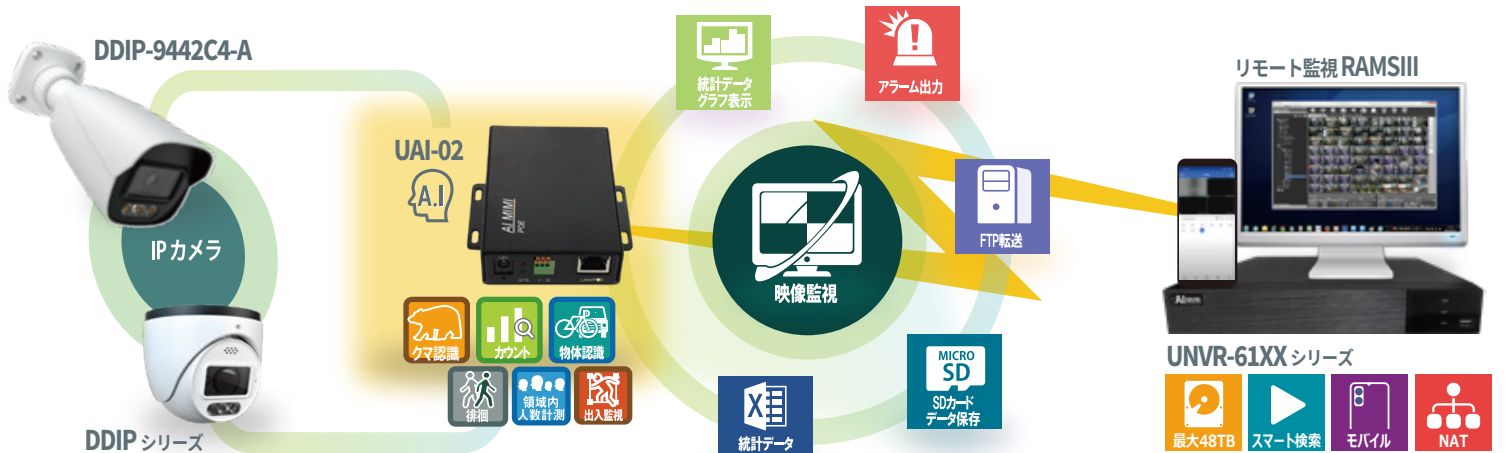 DDIP-9442C4-A
IPカメラ
DDIPシリーズ
UAI-02
A.I
AI MIMI
POE
クマ認識
カウント
物体認識
徘徊
領域内
人数計測
出入監視
統計データ
グラフ表示
アラーム出力
映像監視
FTP転送
MICRO
SD
SDカード
データ保存
X
統計データ
リモート監視 RAMSIII
UNVR-61XX シリーズ
最大48TB
スマート検索
モバイル
NAT